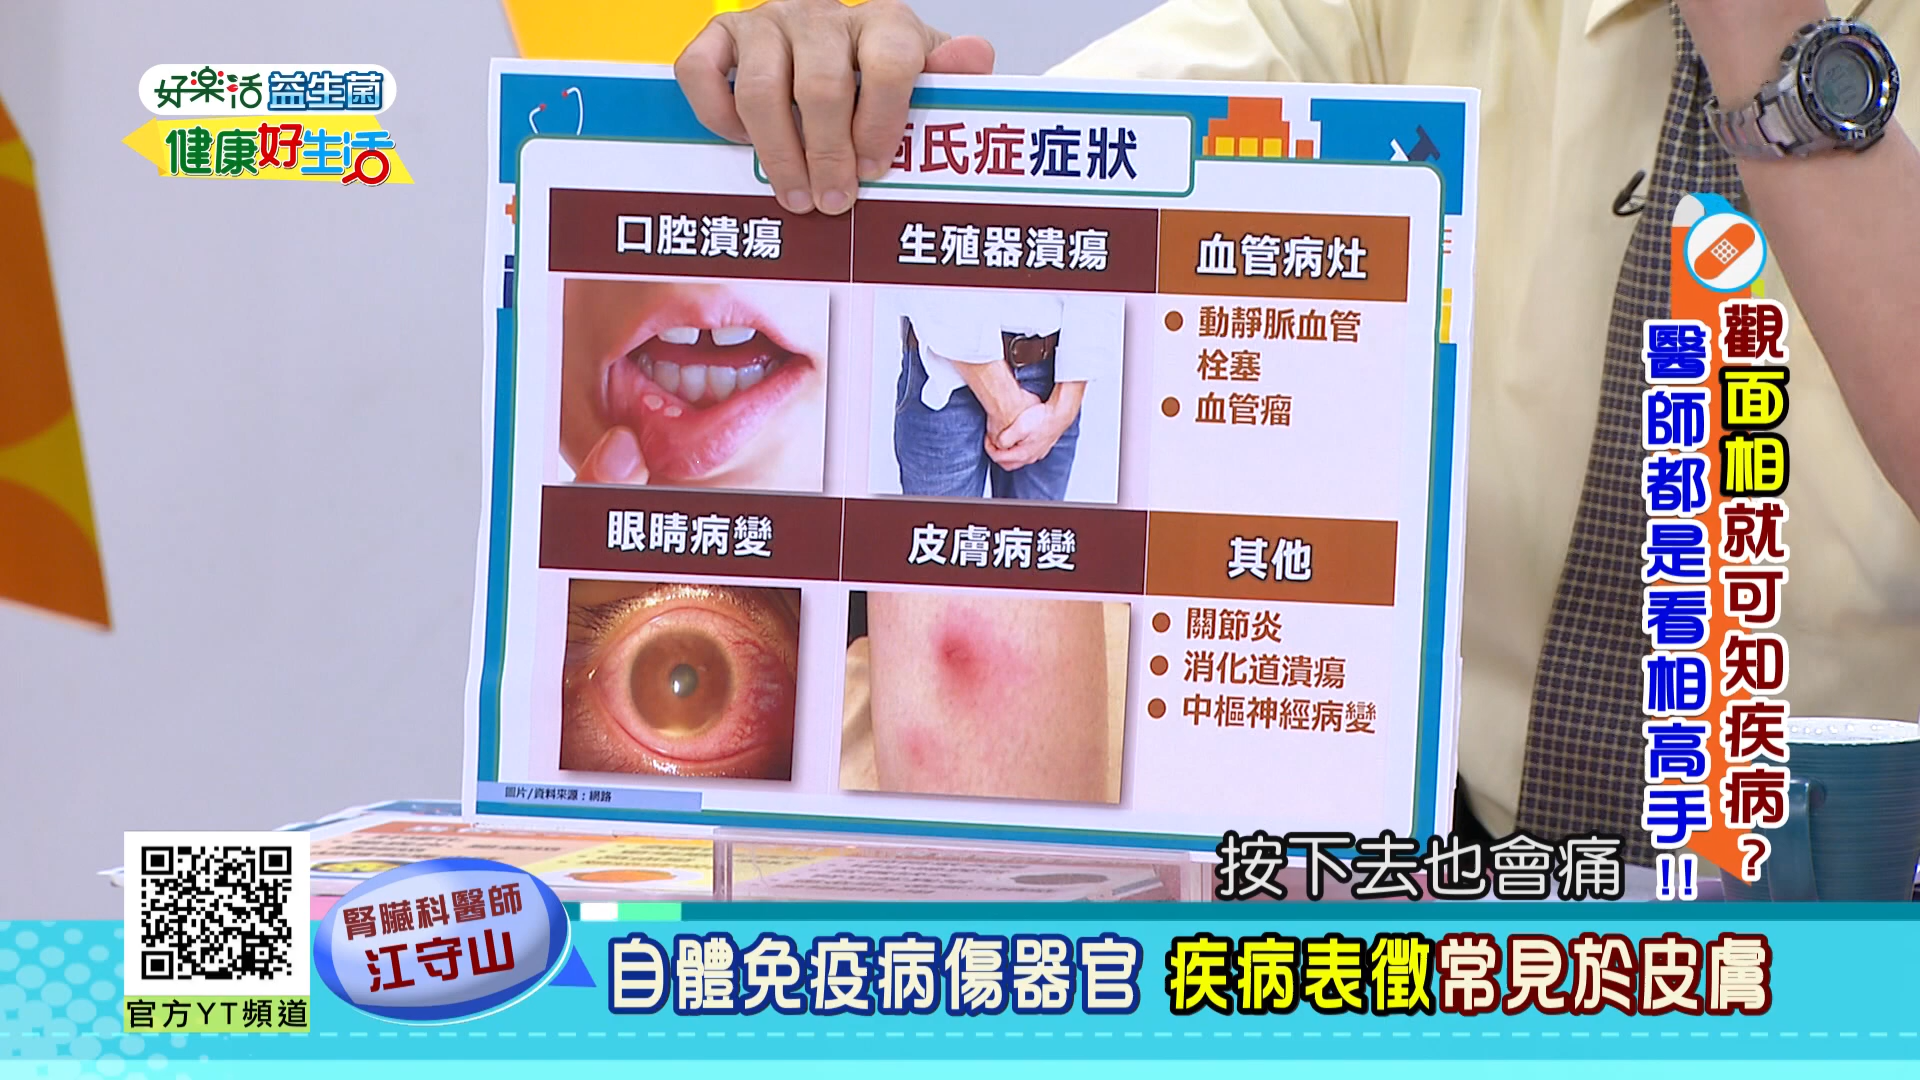 好樂活益生菌
健康好生活
西氏症症狀
口腔潰瘍
生殖器潰瘍
血管病灶
動靜脈血管
栓塞
血管瘤
眼睛病變
皮膚病變
其他
關節炎
消化道潰瘍
中樞神經病變
圖片/資料來源：網路
觀面相就可知疾病？
醫師都是看相高手!!
按下去也會痛
腎臟科醫師
江守山
自體免疫病傷器官 疾病表徵常見於皮膚
官方YT頻道